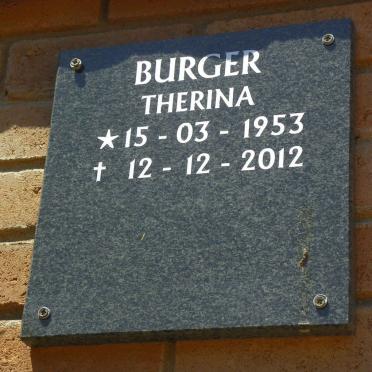 BURGER
THERINA
★15 - 03 - 1953
✝ 12 - 12 - 2012